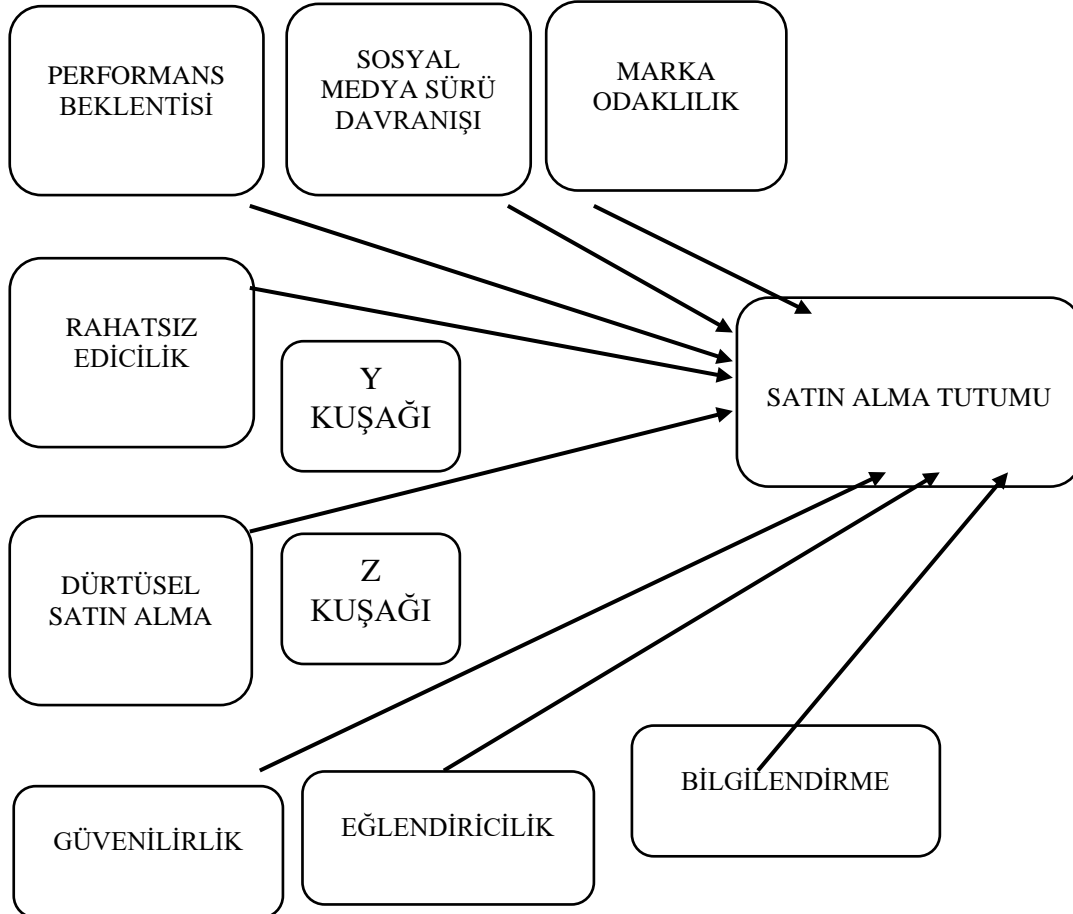 PERFORMANS
BEKLENTİSİ
SOSYAL
MEDYA SÜRÜ
DAVRANIŞI
MARKA
ODAKLILIK
RAHATSIZ
EDİCİLİK
Y
KUŞAĞI
SATIN ALMA TUTUMU
DÜRTÜSEL
SATIN ALMA
Z
KUŞAĞI
GÜVENİLİRLİK
EĞLENDİRİCİLİK
BİLGİLENDİRME